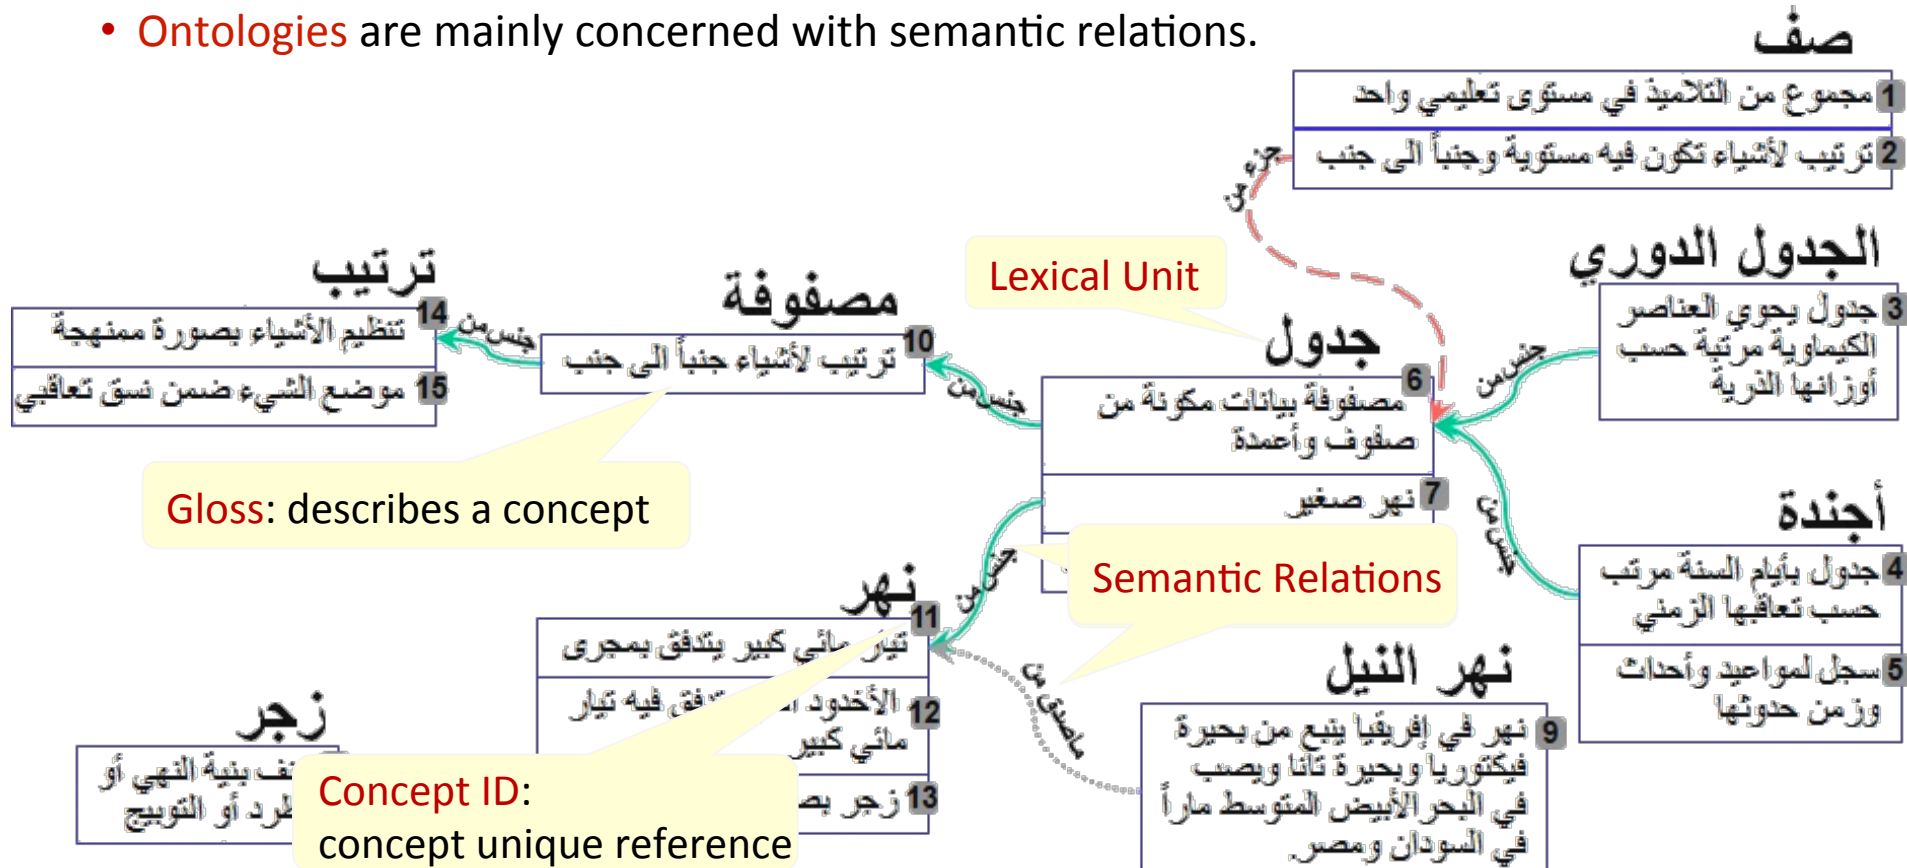 • Ontologies are mainly concerned with semantic relations.
صف
1 مجموع من التلاميذ في مستوى تعليمي واحد
2 ترتيب لأشياء تكون فيه مستوية وجنباً الى جنب
جزء من
الجدول الدوري
3 جدول يحوي العناصر
الكيماوية مرتبة حسب
أوزانها الذرية
جنس من
أجندة
4 جدول بأيام السنة مرتب
حسب تعاقبها الزمني
5 سجل لمواعيد وأحداث
وزمن حدوثها
جنس من
Lexical Unit
جدول
6 مصفوفة بيانات مكونة من
صفوف وأعمدة
7 نهر صغير
جنس من
جنس من
Semantic Relations
مصفوفة
10 ترتيب لأشياء جنباً الى جنب
جنس من
ترتيب
14 تنظيم الأشياء بصورة ممنهجة
15 موضع الشيء ضمن نسق تعاقبي
Gloss: describes a concept
نهر
11 تيار مائي كبير يتدفق بمجرى
12 الأخدود فيه تيار
مائي كبير
13 زجر
نهر النيل
9 نهر في إفريقيا ينبع من بحيرة
فيكتوريا وبحيرة تانا ويصب
في البحر الأبيض المتوسط ماراً
في السودان ومصر.
ماصدق من
زجر
بنية النهي أو
أو التوبيج
Concept ID:
concept unique reference